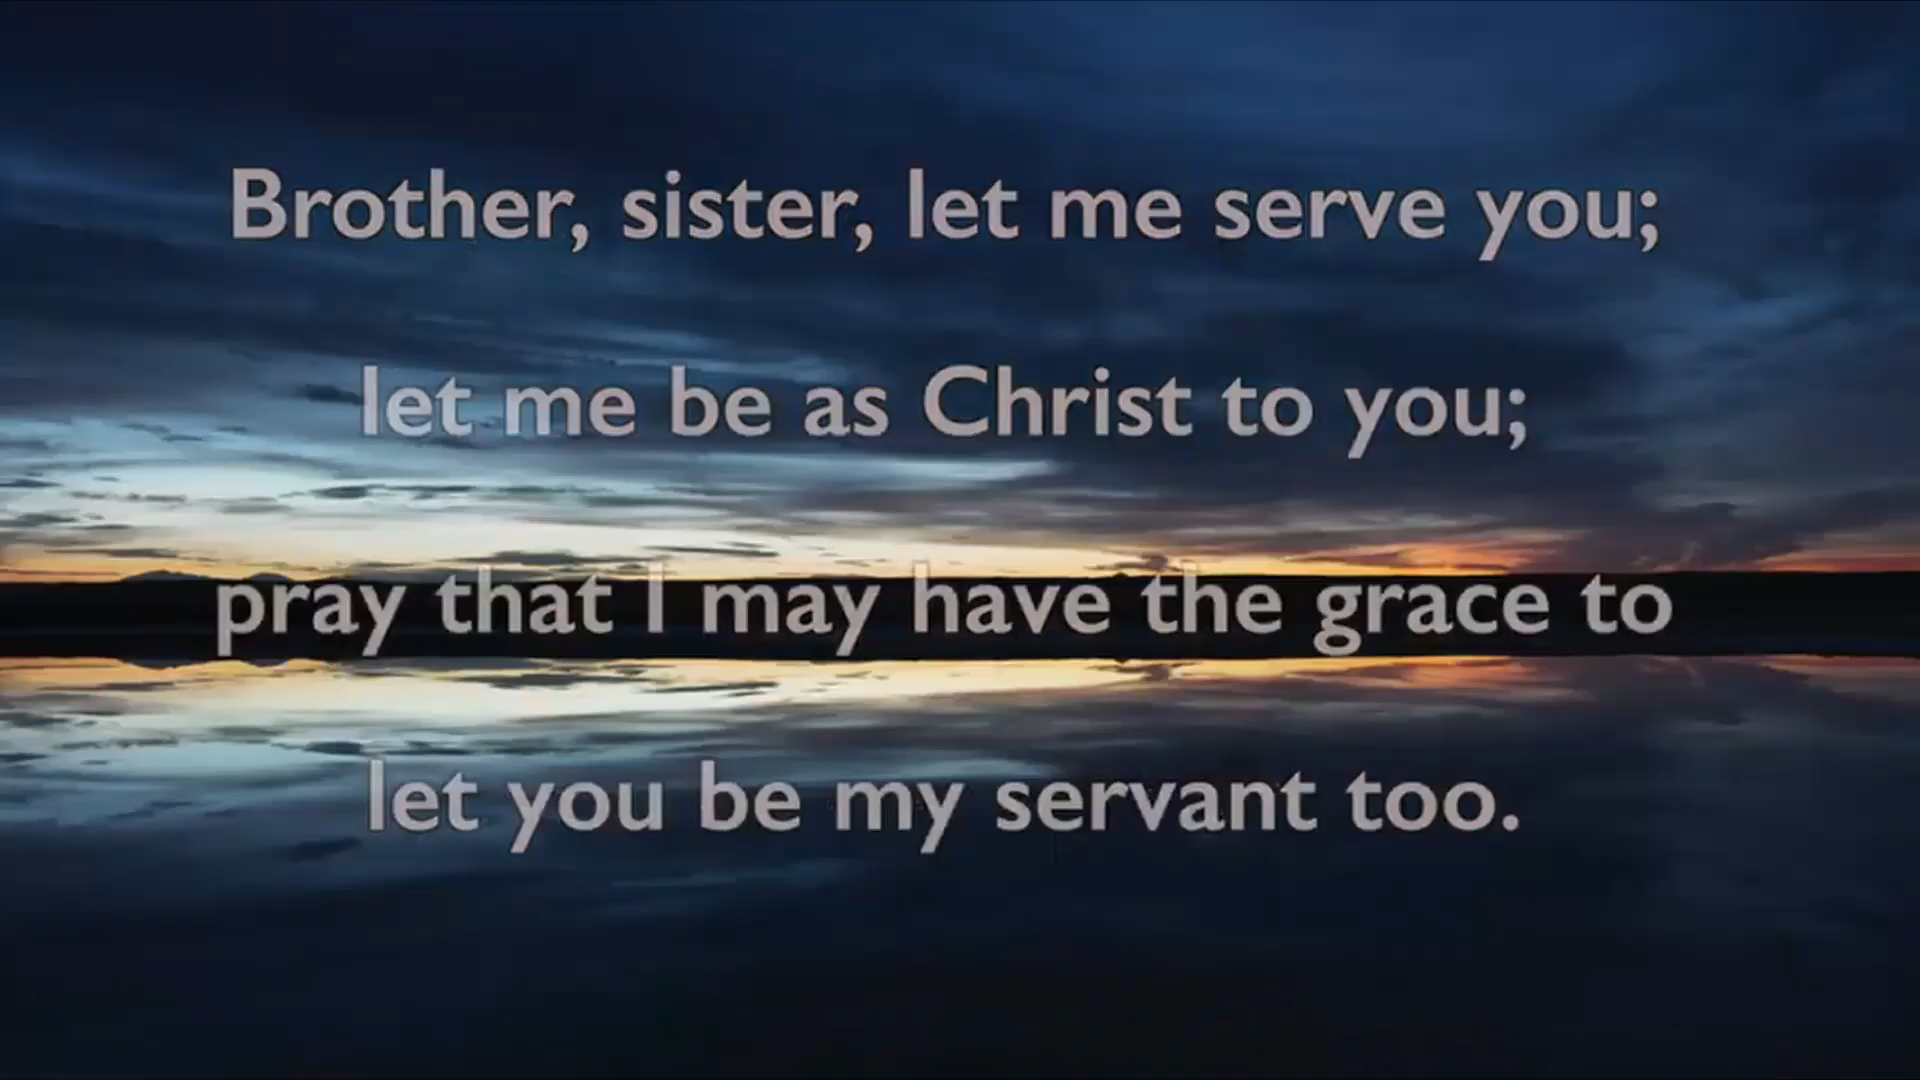 Brother, sister, let me serve you;
let me be as Christ to you;
pray that I may have the grace to
let you be my servant too.